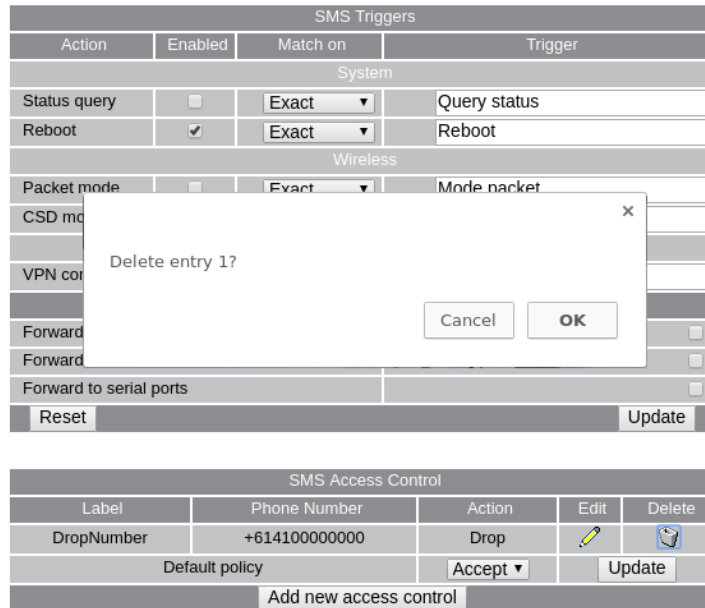 SMS Triggers
Action Enabled Match on Trigger
System
Status query Exact Query status
Reboot Exact Reboot
Wireless
Packet mode Exact Mode packet
CSD mo
Delete entry 1?
VPN con
Cancel OK
Forward
Forward
Forward to serial ports
Reset Update
SMS Access Control
Label Phone Number Action Edit Delete
DropNumber +614100000000 Drop
Default policy Accept Update
Add new access control